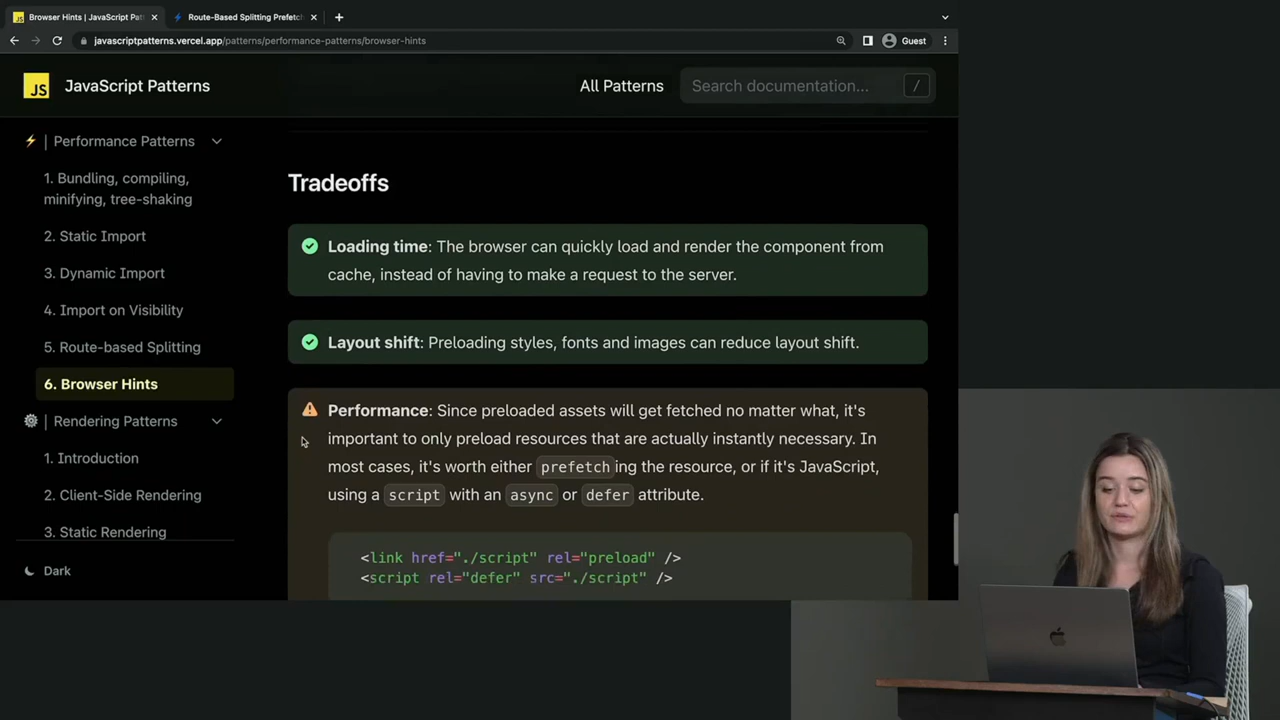 Browser Hints | JavaScript Pat
Route-Based Splitting Prefetch
javascriptpatterns.vercel.app/patterns/performance-patterns/browser-hints
Guest
JS
JavaScript Patterns
All Patterns
Search documentation...
/
Performance Patterns
1. Bundling, compiling,
minifying, tree-shaking
2. Static Import
3. Dynamic Import
4. Import on Visibility
5. Route-based Splitting
6. Browser Hints
Rendering Patterns
1. Introduction
2. Client-Side Rendering
3. Static Rendering
Dark
Tradeoffs
Loading time: The browser can quickly load and render the component from
cache, instead of having to make a request to the server.
Layout shift: Preloading styles, fonts and images can reduce layout shift.
Performance: Since preloaded assets will get fetched no matter what, it's
important to only preload resources that are actually instantly necessary. In
most cases, it's worth either prefetching the resource, or if it's JavaScript,
using a script with an async or defer attribute.
<link href="./script" rel="preload" />
<script rel="defer" src="./script" />